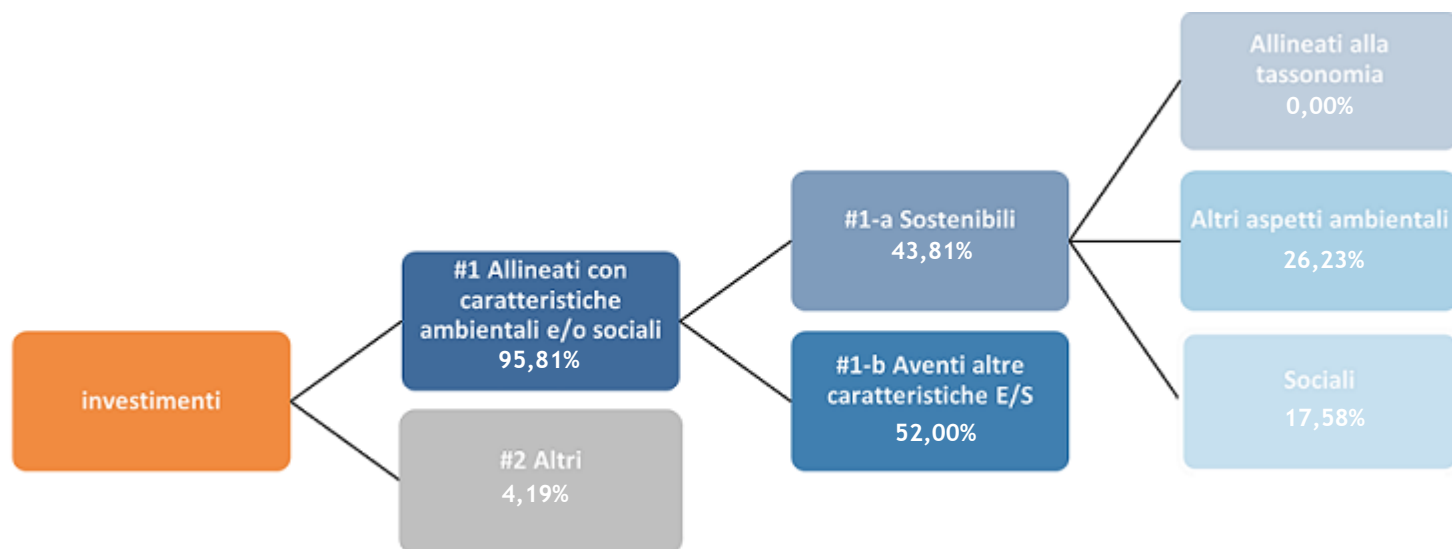 investimenti
#1 Allineati con
caratteristiche
ambientali e/o sociali
95,81%
#2 Altri
4,19%
#1-a Sostenibili
43,81%
#1-b Aventi altre
caratteristiche E/S
52,00%
Allineati alla
tassonomia
0,00%
Altri aspetti ambientali
26,23%
Sociali
17,58%